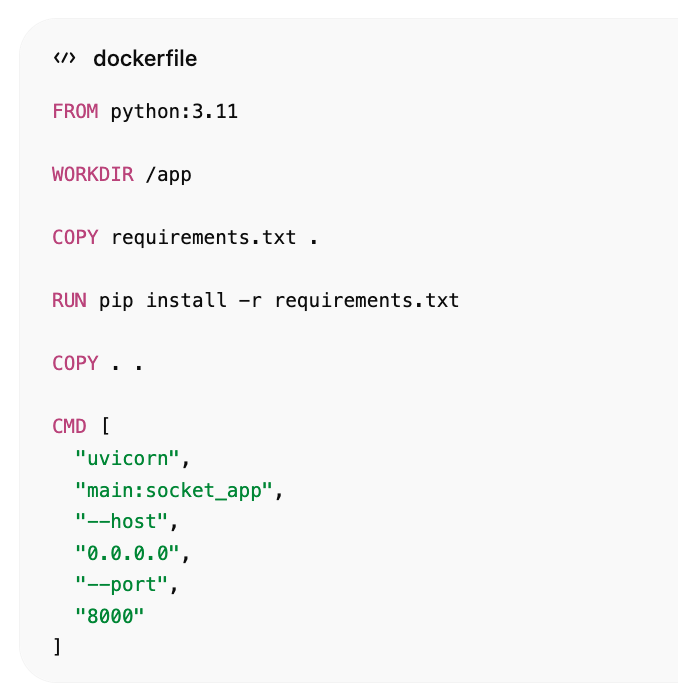 dockerfile
FROM python:3.11
WORKDIR /app
COPY requirements.txt .
RUN pip install -r requirements.txt
COPY . .
CMD [
  "uvicorn",
  "main:socket_app",
  "--host",
  "0.0.0.0",
  "--port",
  "8000"
]